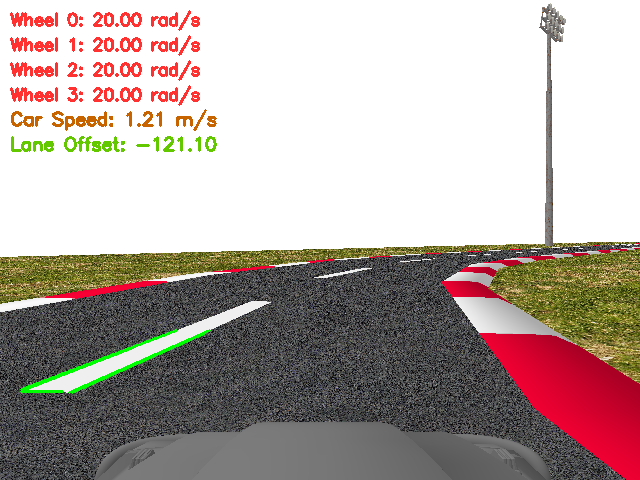 Wheel 0: 20.00 rad/s
Wheel 1: 20.00 rad/s
Wheel 2: 20.00 rad/s
Wheel 3: 20.00 rad/s
Car Speed: 1.21 m/s
Lane Offset: -121.10